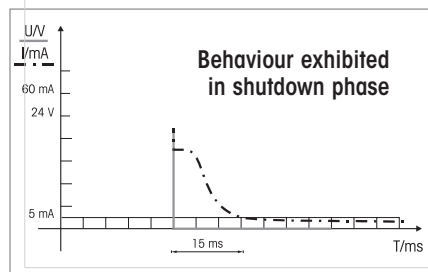 U/V
I/mA
Behaviour exhibited
in shutdown phase
60 mA
24 V
5 mA
15 ms
T/ms